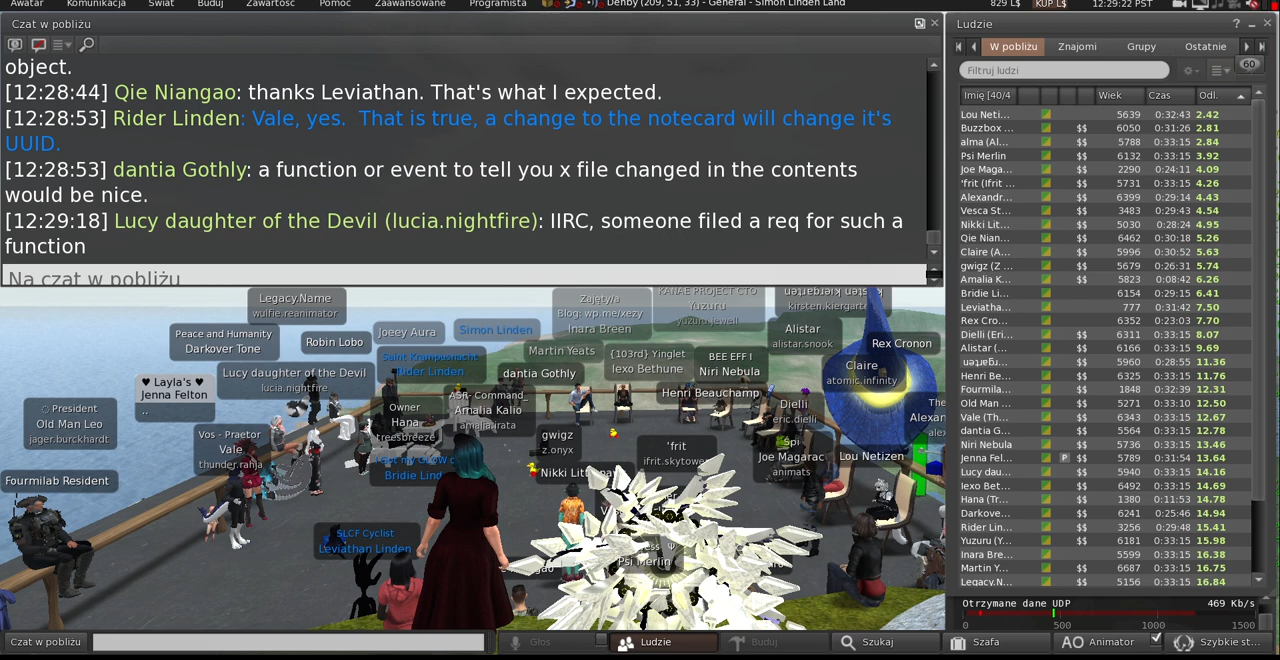 Awatar Komunikacja Świat Buduj Zawartość Pomoc Zaawansowane Programista Denby (209, 51, 33) - General - Simon Linden Land 829 L$ KUP L$ 12:29:22 PST
Czat w pobliżu
object.
[12:28:44] Qie Niangao: thanks Leviathan. That's what I expected.
[12:28:53] Rider Linden: Vale, yes. That is true, a change to the notecard will change it's
UUID.
[12:28:53] dantia Gothly: a function or event to tell you x file changed in the contents
would be nice.
[12:29:18] Lucy daughter of the Devil (lucia.nightfire): IIRC, someone filed a req for such a
function
Na czat w pobliżu
Legacy.Name
wulfie.reanimator
Peace and Humanity
Darkover Tone
Robin Lobo
Joeey Aura
Simon Linden
Zajęty/a
Blog: wp.me/xezy
Inara Breen
KANAE PROJECT CTO
Yuzuru
yuzuru.jewell
kirsten.kiergarten
Alistar
alistar.snook
Rex Cronon
Lucy daughter of the Devil
lucia.nightfire
Saint Krampusnacht
Rider Linden
Martin Yeats
dantia Gothly
{103rd} Yinglet
Iexo Bethune
BEE EFF I
Niri Nebula
Claire
atomic.infinity
♥ Layla's ♥
Jenna Felton
..
President
Old Man Leo
jager.burckhardt
Owner
Hana
treesbreeze
ASR- Command
Amalia Kalio
amalia.irata
Henri Beauchamp
Dielli
eric.dielli
The
Alexan
alex
Vos - Praetor
Vale
thunder.rahja
gwigz
z.onyx
'frit
ifrit.skytower
Spi
Joe Magarac
animats
Lou Netizen
Bridie Lind
Nikki
Fourmilab Resident
SLCF Cyclist
Leviathan Linden
Psi Merlin
Ludzie
W pobliżu Znajomi Grupy Ostatnie
Filtruj ludzi
60
Imię [40/4 Wiek Czas Odl.
Lou Neti... 5639 0:32:43 2.42
Buzzbox ... $$ 6050 0:31:26 2.81
alma (Al... $$ 5788 0:33:15 2.84
Psi Merlin $$ 6132 0:33:15 3.92
Joe Maga... $$ 2290 0:24:11 4.09
'frit (Ifrit ... $$ 5731 0:33:15 4.26
Alexandr... $$ 6399 0:29:14 4.43
Vesca St... $$ 3483 0:29:43 4.54
Nikki Lit... $$ 5030 0:28:24 4.95
Qie Nian... $$ 6462 0:30:18 5.26
Claire (A... $$ 5996 0:30:52 5.63
gwigz (Z ... $$ 5679 0:26:31 5.74
Amalia K... $$ 5823 0:08:42 6.26
Bridie Li... 6154 0:29:15 6.41
Leviatha... 777 0:31:42 7.50
Rex Cro... 6352 0:23:03 7.70
Dielli (Eri... $$ 6311 0:33:15 8.07
Alistar (... $$ 6166 0:33:15 9.69
$$ 5960 0:28:55 11.36
Henri Be... $$ 6325 0:33:15 11.76
Fourmila... $$ 1848 0:32:39 12.31
Old Man ... $$ 5271 0:33:10 12.50
Vale (Th... $$ 6343 0:33:15 12.67
dantia G... $$ 5564 0:33:15 12.78
Niri Nebula $$ 5736 0:33:15 13.46
Jenna Fel... P $$ 5789 0:31:54 13.64
Lucy dau... $$ 5940 0:33:15 14.16
Iexo Bet... $$ 6492 0:33:15 14.69
Hana (Tr... $$ 1380 0:11:53 14.78
Darkove... $$ 6241 0:25:46 14.94
Rider Lin... $$ 3256 0:29:48 15.41
Yuzuru (Y... $$ 6181 0:33:15 15.98
Inara Bre... 5599 0:33:15 16.38
Martin Y... $$ 6687 0:33:15 16.75
Legacy.N... $$ 5156 0:33:15 16.84
Otrzymane dane UDP 469 Kb/s
0 500 1000 1500
Czat w pobliżu Głos Ludzie Buduj Szukaj Szafa AO Animator Szybkie st...